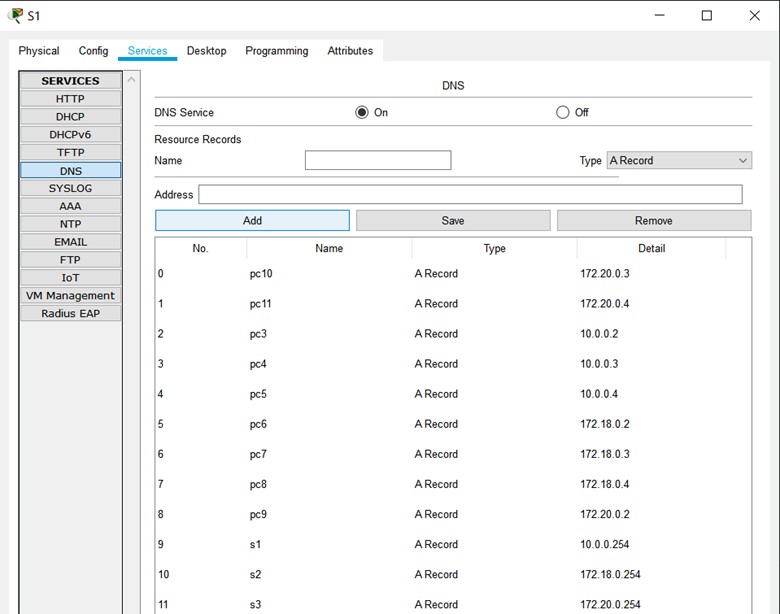 S1
Physical Config Services Desktop Programming Attributes
SERVICES
HTTP
DHCP
DHCPv6
TFTP
DNS
SYSLOG
AAA
NTP
EMAIL
FTP
IoT
VM Management
Radius EAP
DNS
DNS Service On Off
Resource Records
Name Type A Record
Address
Add Save Remove
No. Name Type Detail
0 pc10 A Record 172.20.0.3
1 pc11 A Record 172.20.0.4
2 pc3 A Record 10.0.0.2
3 pc4 A Record 10.0.0.3
4 pc5 A Record 10.0.0.4
5 pc6 A Record 172.18.0.2
6 pc7 A Record 172.18.0.3
7 pc8 A Record 172.18.0.4
8 pc9 A Record 172.20.0.2
9 s1 A Record 10.0.0.254
10 s2 A Record 172.18.0.254
11 s3 A Record 172.20.0.254